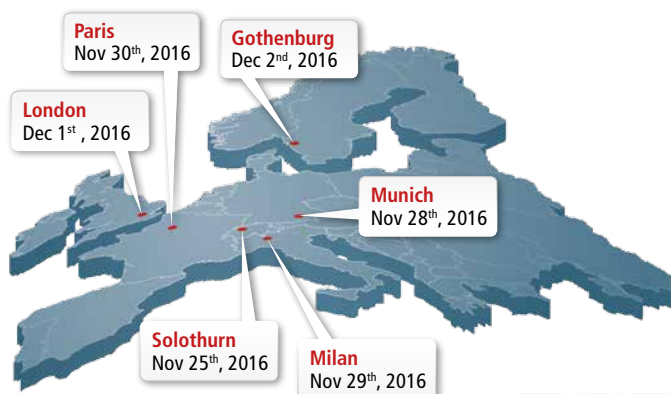 Paris
Nov 30th, 2016
Gothenburg
Dec 2nd, 2016
London
Dec 1st , 2016
Munich
Nov 28th, 2016
Solothurn
Nov 25th, 2016
Milan
Nov 29th, 2016